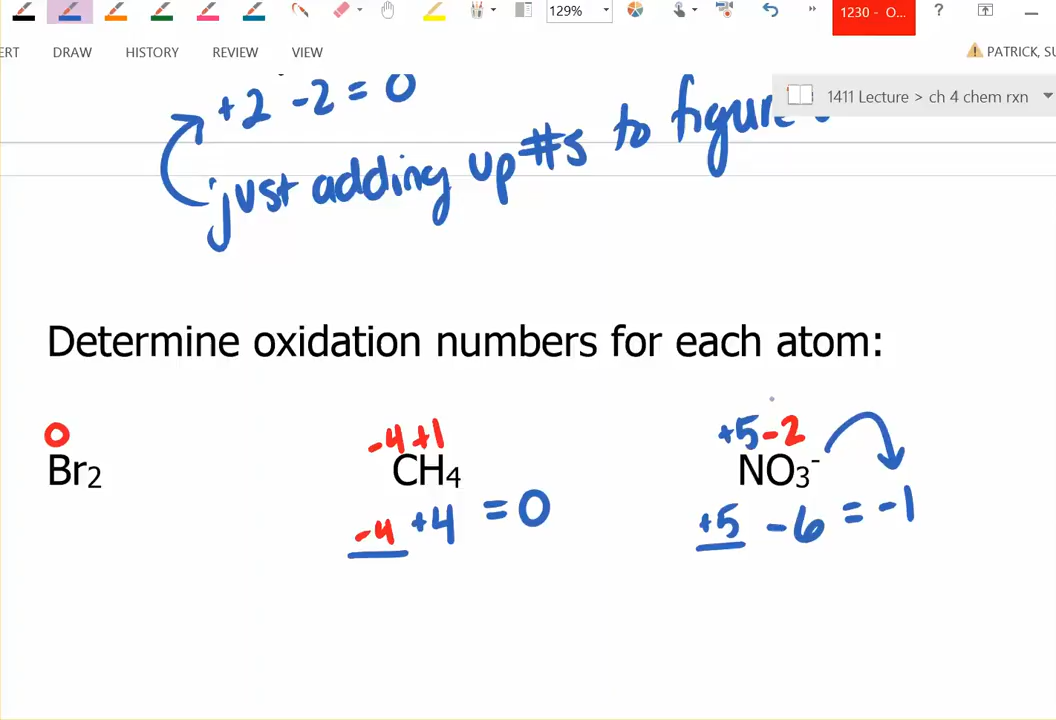 129%
1230 - O...
?
ERT DRAW HISTORY REVIEW VIEW
PATRICK, SU
1411 Lecture > ch 4 chem rxn
+2 -2 = 0
just adding up #s to figure
Determine oxidation numbers for each atom:
0 -4 +1 +5 -2
Br2 CH4 NO3-
-4 +4 = 0 +5 -6 = -1